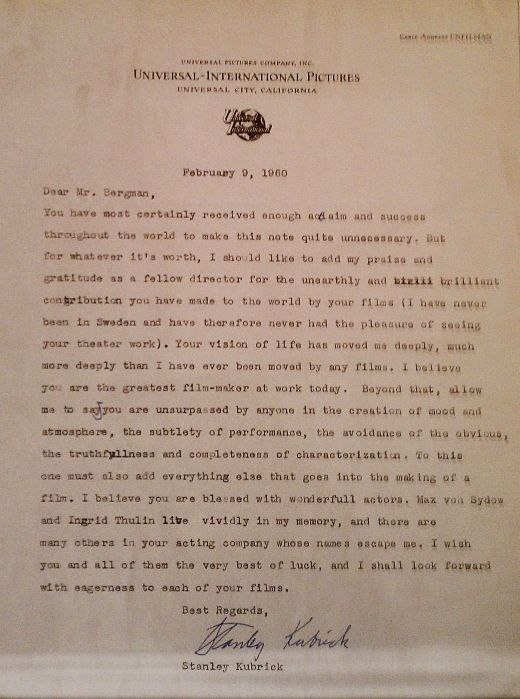 Cable Address UNFILMAN
UNIVERSAL PICTURES COMPANY, INC.
UNIVERSAL-INTERNATIONAL PICTURES
UNIVERSAL CITY, CALIFORNIA
Universal
International
February 9, 1960
Dear Mr. Bergman,
You have most certainly received enough acclaim and success
throughout the world to make this note quite unnecessary. But
for whatever it's worth, I should like to add my praise and
gratitude as a fellow director for the unearthly and brilliant
contribution you have made to the world by your films (I have never
been in Sweden and have therefore never had the pleasure of seeing
your theater work). Your vision of life has moved me deeply, much
more deeply than I have ever been moved by any films. I believe
you are the greatest film-maker at work today. Beyond that, allow
me to say you are unsurpassed by anyone in the creation of mood and
atmosphere, the subtlety of performance, the avoidance of the obvious,
the truthfullness and completeness of characterization. To this
one must also add everything else that goes into the making of a
film. I believe you are blessed with wonderfull actors. Max von Sydow
and Ingrid Thulin live vividly in my memory, and there are
many others in your acting company whose names escape me. I wish
you and all of them the very best of luck, and I shall look forward
with eagerness to each of your films.
Best Regards,
Stanley Kubrick
Stanley Kubrick